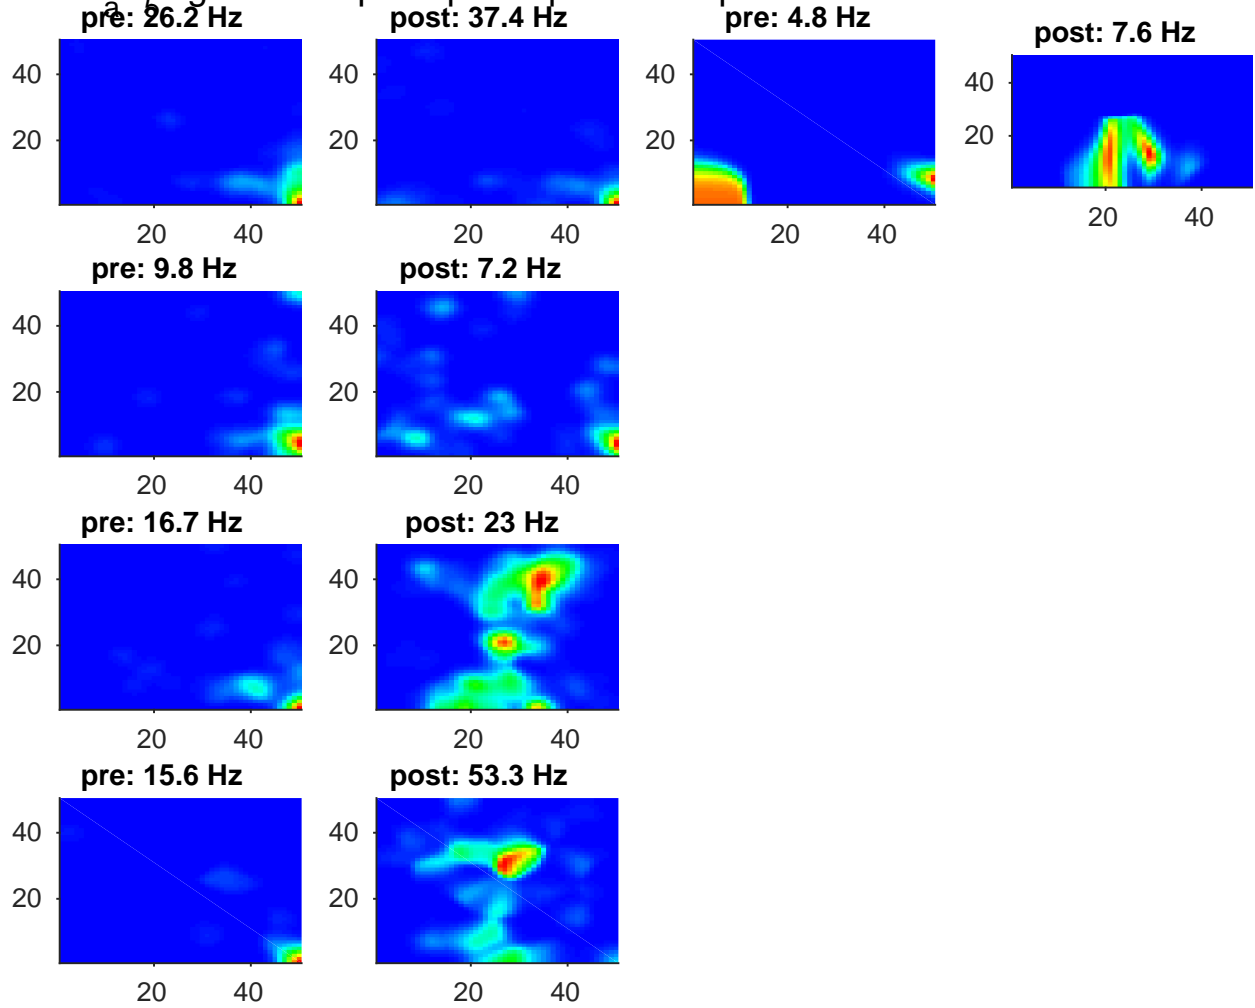 pre: 26.2 Hz post: 37.4 Hz pre: 4.8 Hz post: 7.6 Hz
40 40 40 40
20 20 20 20
20 40 20 40 20 40 20 40
pre: 9.8 Hz post: 7.2 Hz
40 40
20 20
20 40 20 40
pre: 16.7 Hz post: 23 Hz
40 40
20 20
20 40 20 40
pre: 15.6 Hz post: 53.3 Hz
40 40
20 20
20 40 20 40